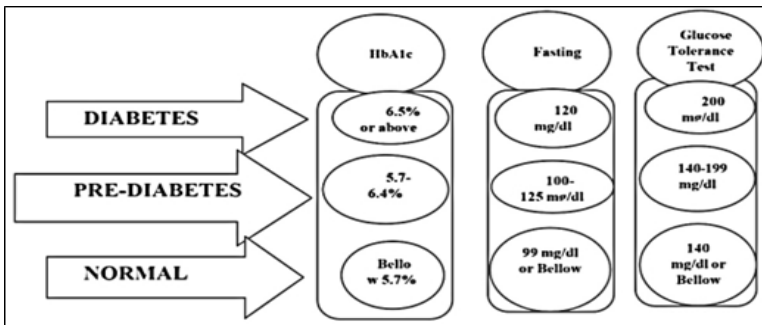 HbA1c
Fasting
Glucose
Tolerance
Test
DIABETES
6.5%
or above
120
mg/dl
200
mg/dl
PRE-DIABETES
5.7-
6.4%
100-
125 mg/dl
140-199
mg/dl
NORMAL
Bello
w 5.7%
99 mg/dl
or Bellow
140
mg/dl or
Bellow